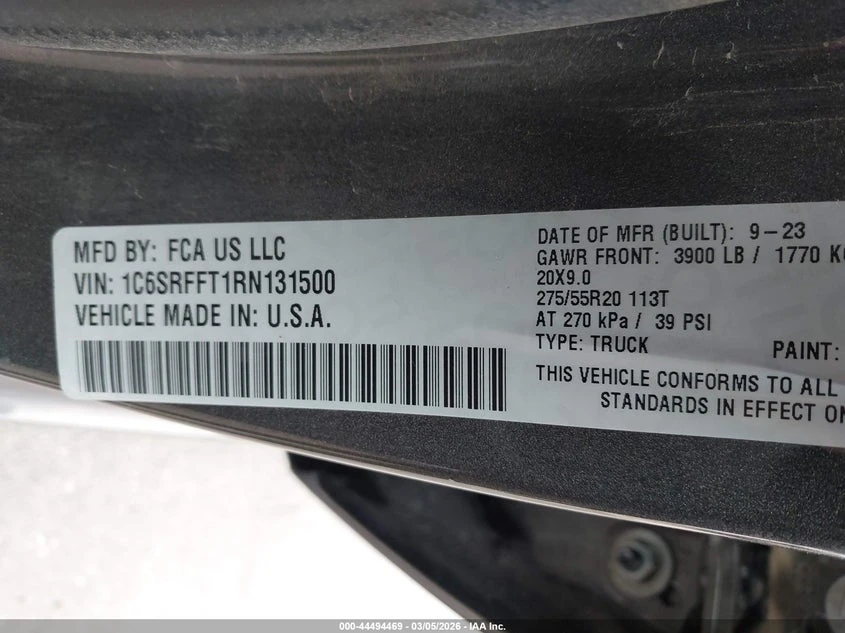 MFD BY: FCA US LLC
VIN: 1C6SRFFT1RN131500
VEHICLE MADE IN: U.S.A.
DATE OF MFR (BUILT): 9-23
GAWR FRONT: 3900 LB / 1770
20X9.0
275/55R20 113T
AT 270 kPa / 39 PSI
TYPE: TRUCK PAINT:
THIS VEHICLE CONFORMS TO ALL
STANDARDS IN EFFECT
000-44494469 - 03/05/2026 - IAA Inc.